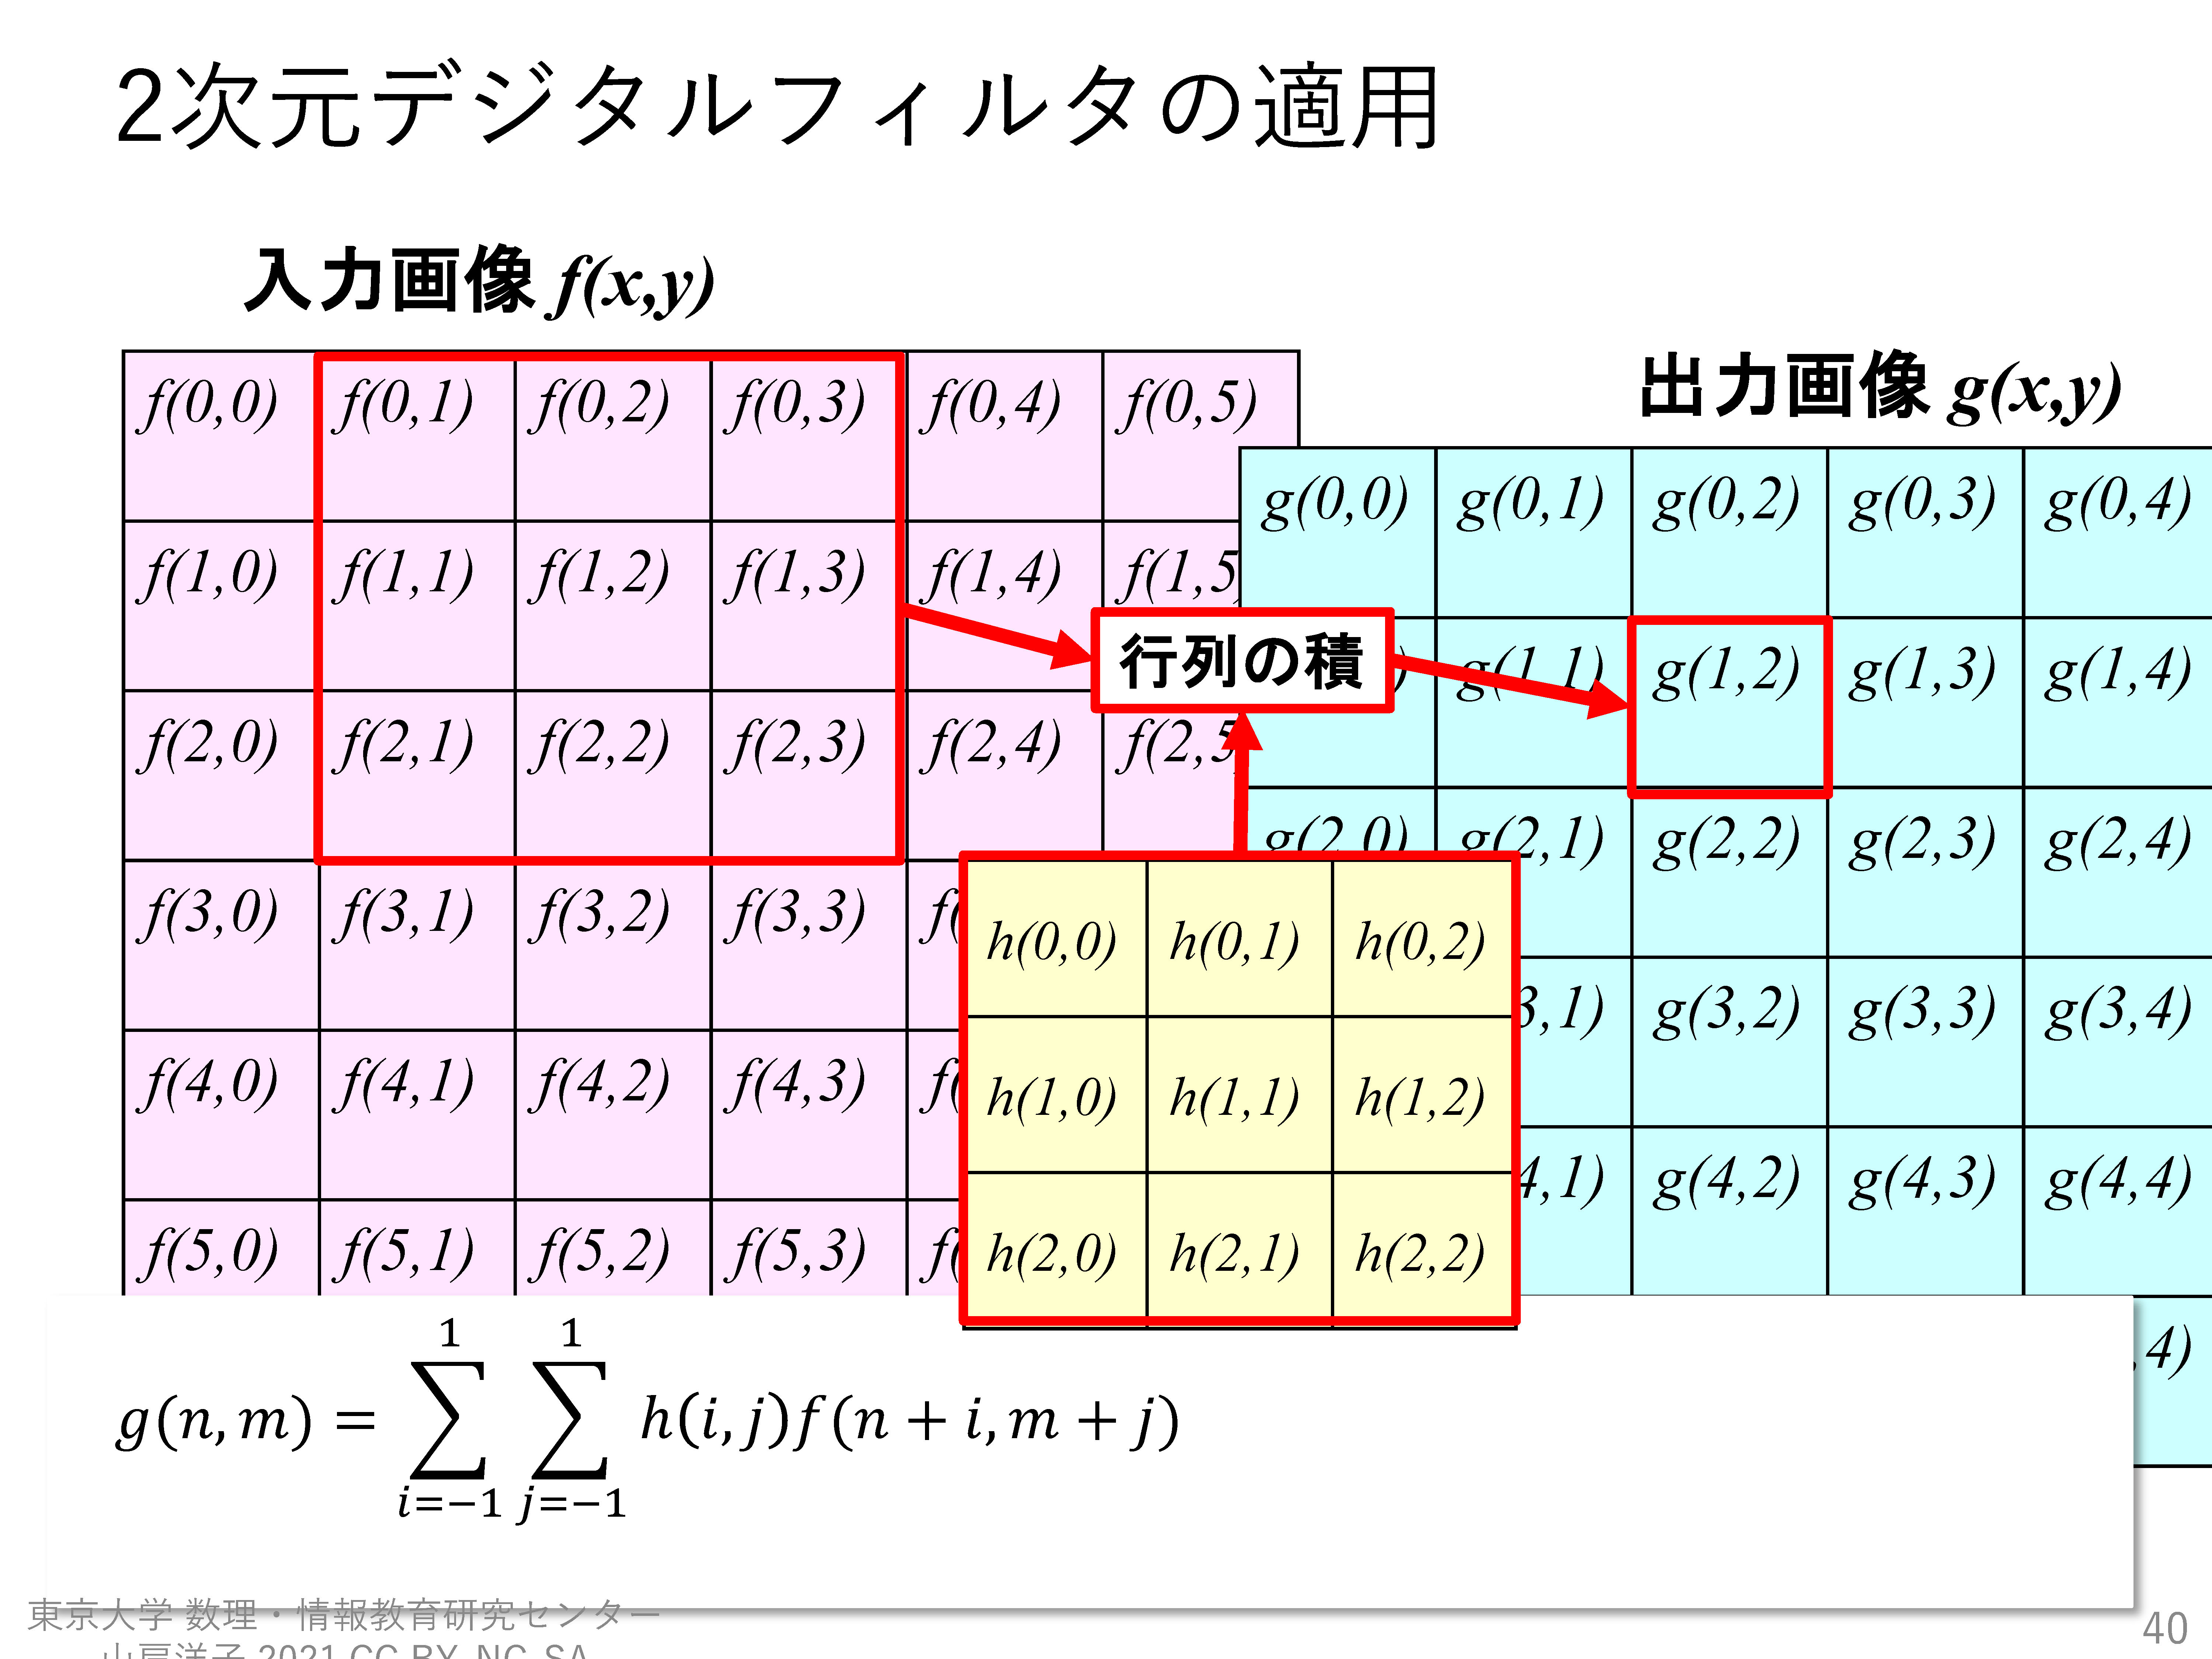 2次元デジタルフィルタの適用
入力画像 f(x,y)
出力画像 g(x,y)
f(0,0) f(0,1) f(0,2) f(0,3) f(0,4) f(0,5)
f(1,0) f(1,1) f(1,2) f(1,3) f(1,4) f(1,5
f(2,0) f(2,1) f(2,2) f(2,3) f(2,4) f(2,5
f(3,0) f(3,1) f(3,2) f(3,3) f(
f(4,0) f(4,1) f(4,2) f(4,3) f(
f(5,0) f(5,1) f(5,2) f(5,3) f(
行列の積
g(0,0) g(0,1) g(0,2) g(0,3) g(0,4)
) g(1,1) g(1,2) g(1,3) g(1,4)
g(2,0) g(2,1) g(2,2) g(2,3) g(2,4)
3,1) g(3,2) g(3,3) g(3,4)
4,1) g(4,2) g(4,3) g(4,4)
,4)
h(0,0) h(0,1) h(0,2)
h(1,0) h(1,1) h(1,2)
h(2,0) h(2,1) h(2,2)
g(n,m) = ∑_{i=−1}^{1} ∑_{j=−1}^{1} h(i,j)f(n + i,m + j)
東京大学 数理・情報教育研究センター
山肩洋子 2021 CC BY-NC-SA
40